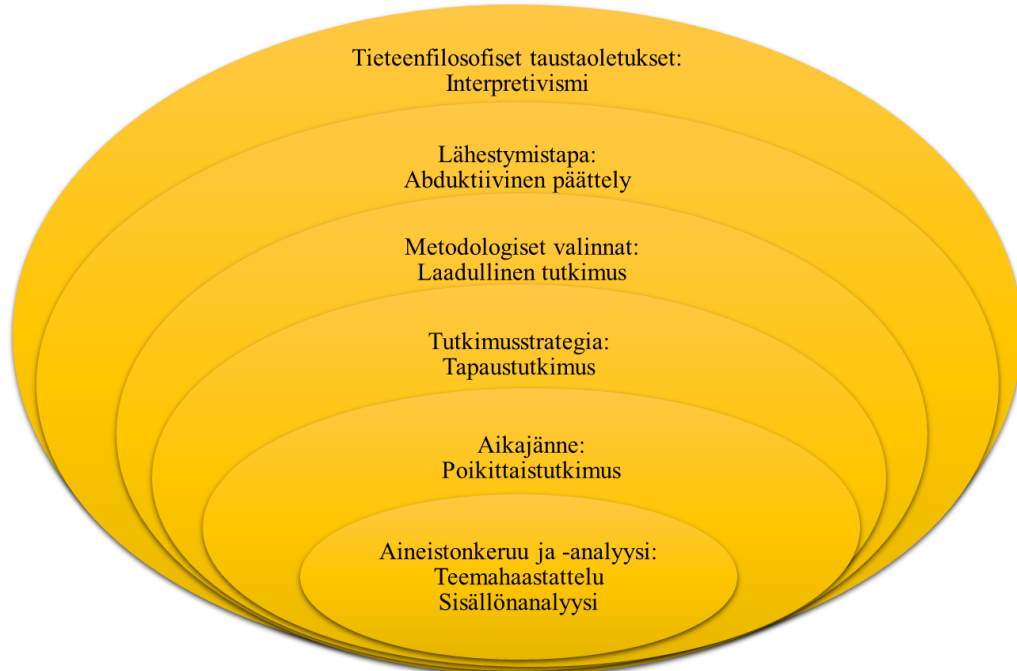 Tieteenfilosofiset taustaoletukset:
Interpretivismi
Lähestymistapa:
Abduktiivinen päättely
Metodologiset valinnat:
Laadullinen tutkimus
Tutkimusstrategia:
Tapaustutkimus
Aikajänne:
Poikittaistutkimus
Aineistonkeruu ja -analyysi:
Teemahaastattelu
Sisällönanalyysi